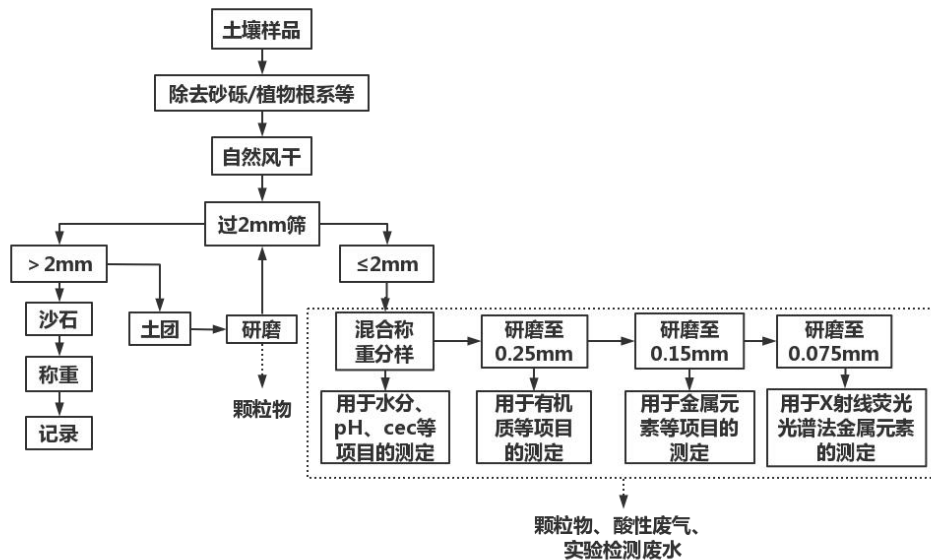 土壤样品
除去砂砾/植物根系等
自然风干
过2mm筛
＞2mm
≤2mm
沙石
土团
研磨
称重
记录
颗粒物
混合称
重分样
研磨至
0.25mm
研磨至
0.15mm
研磨至
0.075mm
用于水分、
pH、cec等
项目的测定
用于有机
质等项目
的测定
用于金属元
素等项目的
测定
用于X射线荧光
光谱法金属元素
的测定
颗粒物、酸性废气、
实验检测废水